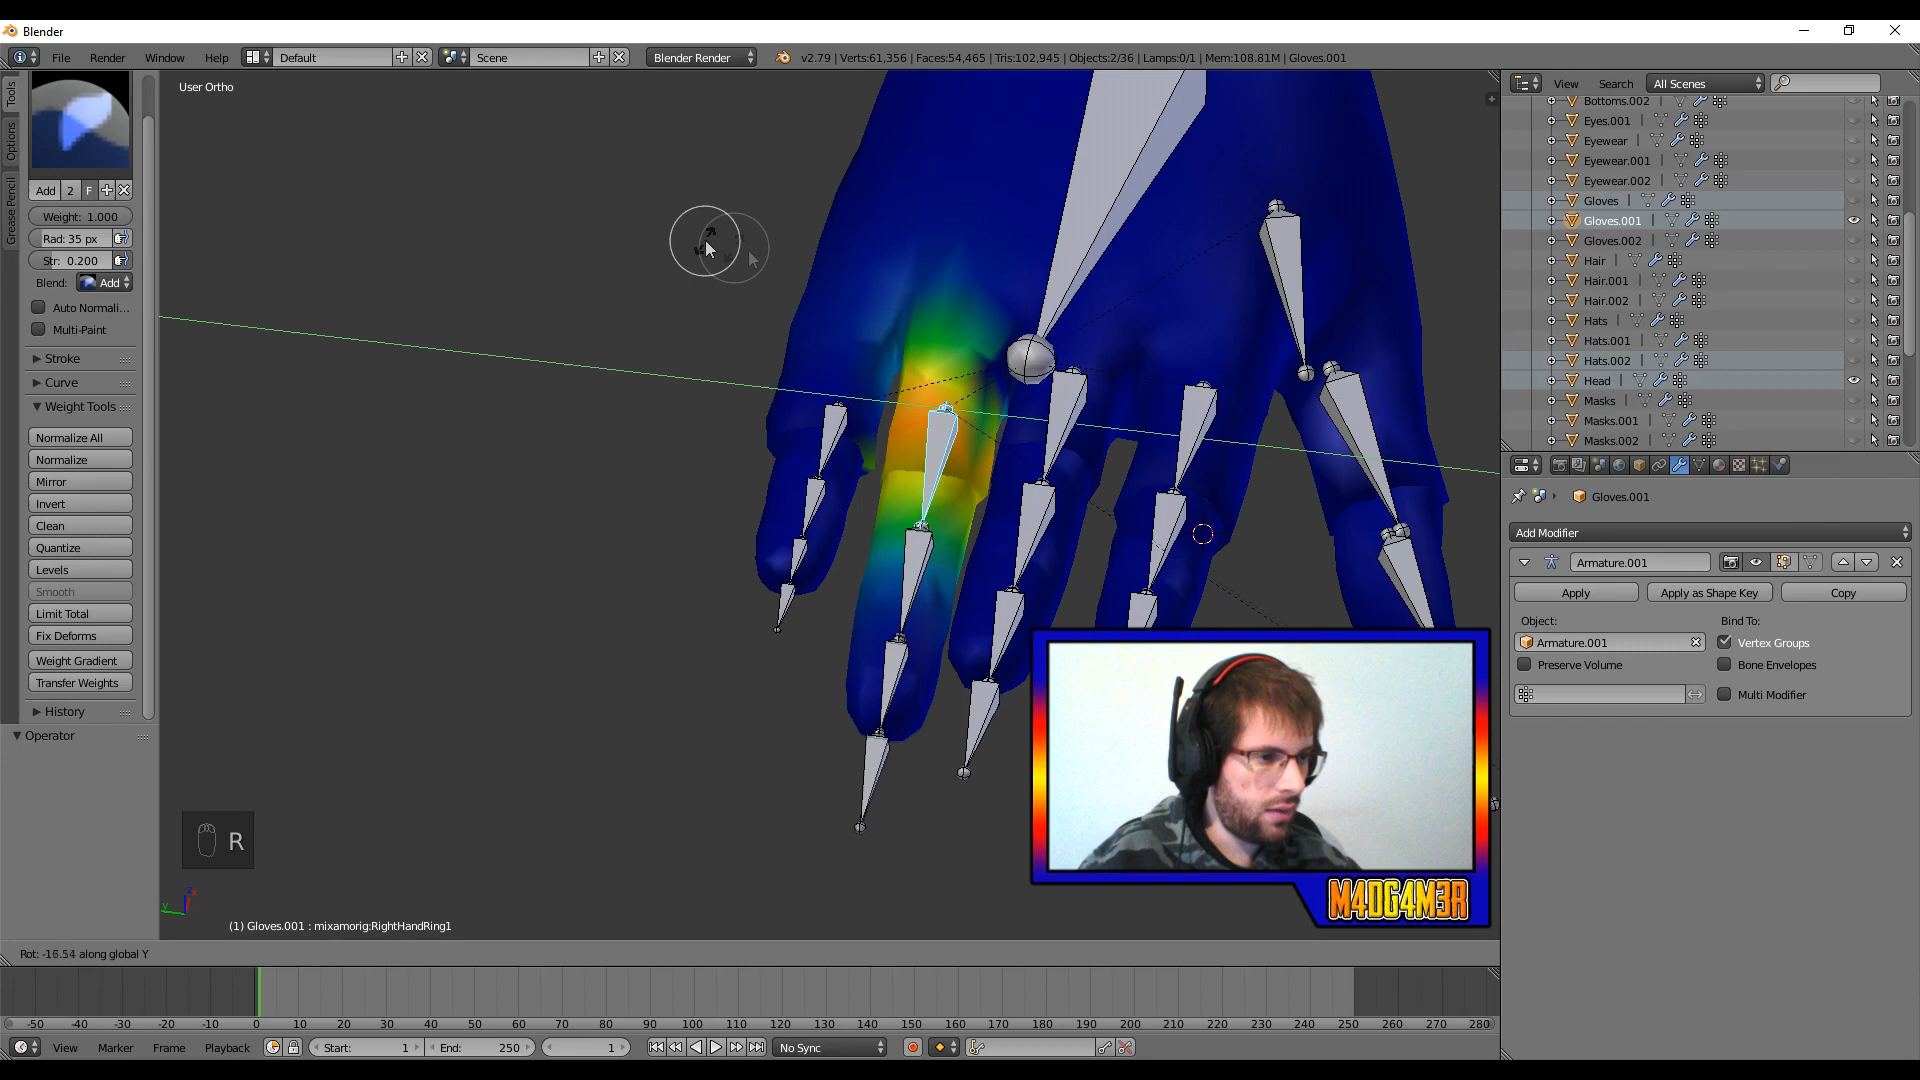 Blender
File Render Window Help Default Scene Blender Render v2.79 | Verts:61,356 | Faces:54,465 | Tris:102,945 | Objects:2/36 | Lamps:0/1 | Mem:108.81M | Gloves.001
User Ortho
Tools
Options
Grease Pencil
Add 2 F
Weight: 1.000
Rad: 35 px
Str: 0.200
Blend: Add
Auto Normali...
Multi-Paint
Stroke
Curve
Weight Tools
Normalize All
Normalize
Mirror
Invert
Clean
Quantize
Levels
Smooth
Limit Total
Fix Deforms
Weight Gradient
Transfer Weights
History
Operator
R
y
(1) Gloves.001 : mixamorig:RightHandRing1
Rot: -16.54 along global Y
M4DG4M3R
View Search All Scenes
Bottoms.002
Eyes.001
Eyewear
Eyewear.001
Eyewear.002
Gloves
Gloves.001
Gloves.002
Hair
Hair.001
Hair.002
Hats
Hats.001
Hats.002
Head
Masks
Masks.001
Masks.002
Gloves.001
Add Modifier
Armature.001
Apply Apply as Shape Key Copy
Object: Bind To:
Armature.001 Vertex Groups
Preserve Volume Bone Envelopes
Multi Modifier
-50 -40 -30 -20 -10 0 10 20 30 40 50 60 70 80 90 100 110 120 130 140 150 160 170 180 190 200 210 220 230 240 250 260 270 280
View Marker Frame Playback Start: 1 End: 250 1 No Sync